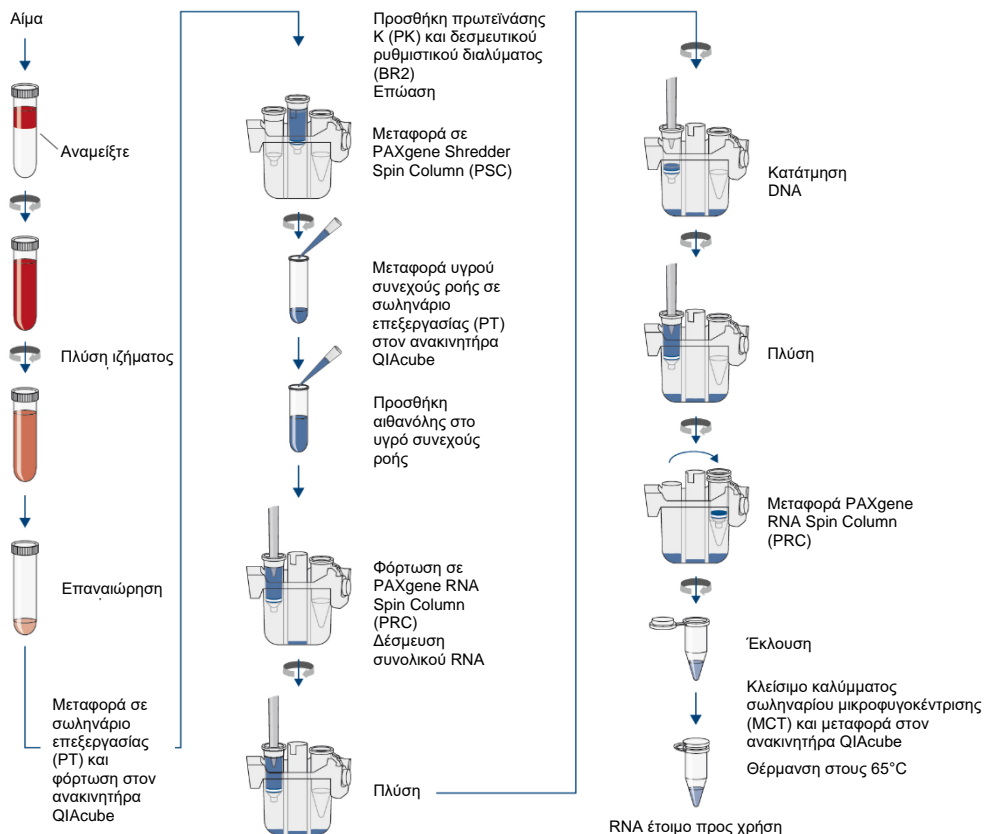 Αίμα
Αναμείξτε
Πλύση ιζήματος
Επαναιώρηση
Μεταφορά σε
σωληνάριο
επεξεργασίας
(PT) και
φόρτωση στον
ανακινητήρα
QIAcube
Προσθήκη πρωτεϊνάσης
K (PK) και δεσμευτικού
ρυθμιστικού διαλύματος
(BR2)
Επώαση
Μεταφορά σε
PAXgene Shredder
Spin Column (PSC)
Μεταφορά υγρού
συνεχούς ροής σε
σωληνάριο
επεξεργασίας (PT)
στον ανακινητήρα
QIAcube
Προσθήκη
αιθανόλης στο
υγρό συνεχούς
ροής
Φόρτωση σε
PAXgene RNA
Spin Column
(PRC)
Δέσμευση
συνολικού RNA
Πλύση
Κατάτμηση
DNA
Πλύση
Μεταφορά PAXgene
RNA Spin Column
(PRC)
Έκλουση
Κλείσιμο καλύμματος
σωληναρίου μικροφυγοκέντρισης
(MCT) και μεταφορά στον
ανακινητήρα QIAcube
Θέρμανση στους 65°C
RNA έτοιμο προς χρήση